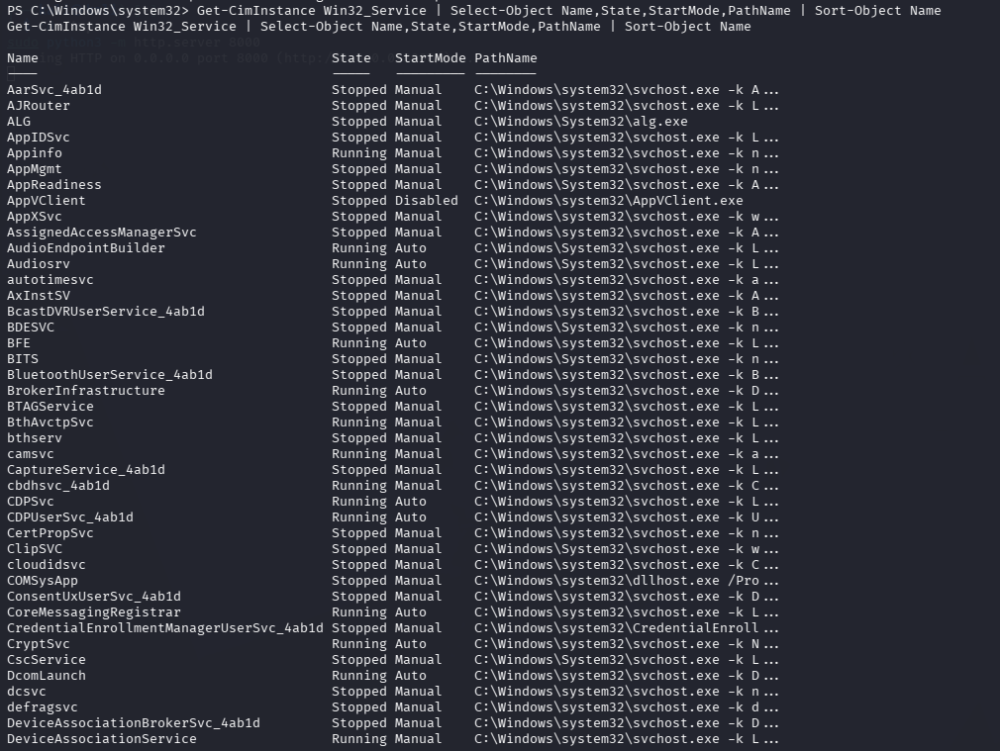 PS C:\Windows\system32> Get-CimInstance Win32_Service | Select-Object Name,State,StartMode,PathName | Sort-Object Name
Get-CimInstance Win32_Service | Select-Object Name,State,StartMode,PathName | Sort-Object Name
http.server 8000
ing HTTP on 0.0.0.0 port 8000 (http:
Name State StartMode PathName
---- ----- --------- --------
AarSvc_4ab1d Stopped Manual C:\Windows\system32\svchost.exe -k A...
AJRouter Stopped Manual C:\Windows\system32\svchost.exe -k L...
ALG Stopped Manual C:\Windows\System32\alg.exe
AppIDSvc Stopped Manual C:\Windows\system32\svchost.exe -k L...
Appinfo Running Manual C:\Windows\system32\svchost.exe -k n...
AppMgmt Stopped Manual C:\Windows\system32\svchost.exe -k n...
AppReadiness Stopped Manual C:\Windows\System32\svchost.exe -k A...
AppVClient Stopped Disabled C:\Windows\system32\AppVClient.exe
AppXSvc Stopped Manual C:\Windows\system32\svchost.exe -k w...
AssignedAccessManagerSvc Stopped Manual C:\Windows\system32\svchost.exe -k A...
AudioEndpointBuilder Running Auto C:\Windows\System32\svchost.exe -k L...
Audiosrv Running Auto C:\Windows\System32\svchost.exe -k L...
autotimesvc Stopped Manual C:\Windows\system32\svchost.exe -k a...
AxInstSV Stopped Manual C:\Windows\system32\svchost.exe -k A...
BcastDVRUserService_4ab1d Stopped Manual C:\Windows\system32\svchost.exe -k B...
BDESVC Stopped Manual C:\Windows\System32\svchost.exe -k n...
BFE Running Auto C:\Windows\system32\svchost.exe -k L...
BITS Stopped Manual C:\Windows\System32\svchost.exe -k n...
BluetoothUserService_4ab1d Stopped Manual C:\Windows\system32\svchost.exe -k B...
BrokerInfrastructure Running Auto C:\Windows\system32\svchost.exe -k D...
BTAGService Stopped Manual C:\Windows\system32\svchost.exe -k L...
BthAvctpSvc Running Manual C:\Windows\system32\svchost.exe -k L...
bthserv Stopped Manual C:\Windows\system32\svchost.exe -k L...
camsvc Running Manual C:\Windows\system32\svchost.exe -k a...
CaptureService_4ab1d Stopped Manual C:\Windows\system32\svchost.exe -k L...
cbdhsvc_4ab1d Running Manual C:\Windows\system32\svchost.exe -k C...
CDPSvc Running Auto C:\Windows\system32\svchost.exe -k L...
CDPUserSvc_4ab1d Running Auto C:\Windows\system32\svchost.exe -k U...
CertPropSvc Stopped Manual C:\Windows\system32\svchost.exe -k n...
ClipSVC Stopped Manual C:\Windows\System32\svchost.exe -k w...
cloudidsvc Stopped Manual C:\Windows\system32\svchost.exe -k C...
COMSysApp Stopped Manual C:\Windows\system32\dllhost.exe /Pro...
ConsentUxUserSvc_4ab1d Stopped Manual C:\Windows\system32\svchost.exe -k D...
CoreMessagingRegistrar Running Auto C:\Windows\system32\svchost.exe -k L...
CredentialEnrollmentManagerUserSvc_4ab1d Stopped Manual C:\Windows\system32\CredentialEnroll...
CryptSvc Running Auto C:\Windows\system32\svchost.exe -k N...
CscService Stopped Manual C:\Windows\System32\svchost.exe -k L...
DcomLaunch Running Auto C:\Windows\system32\svchost.exe -k D...
dcsvc Stopped Manual C:\Windows\system32\svchost.exe -k n...
defragsvc Stopped Manual C:\Windows\system32\svchost.exe -k d...
DeviceAssociationBrokerSvc_4ab1d Stopped Manual C:\Windows\system32\svchost.exe -k D...
DeviceAssociationService Running Manual C:\Windows\system32\svchost.exe -k L...